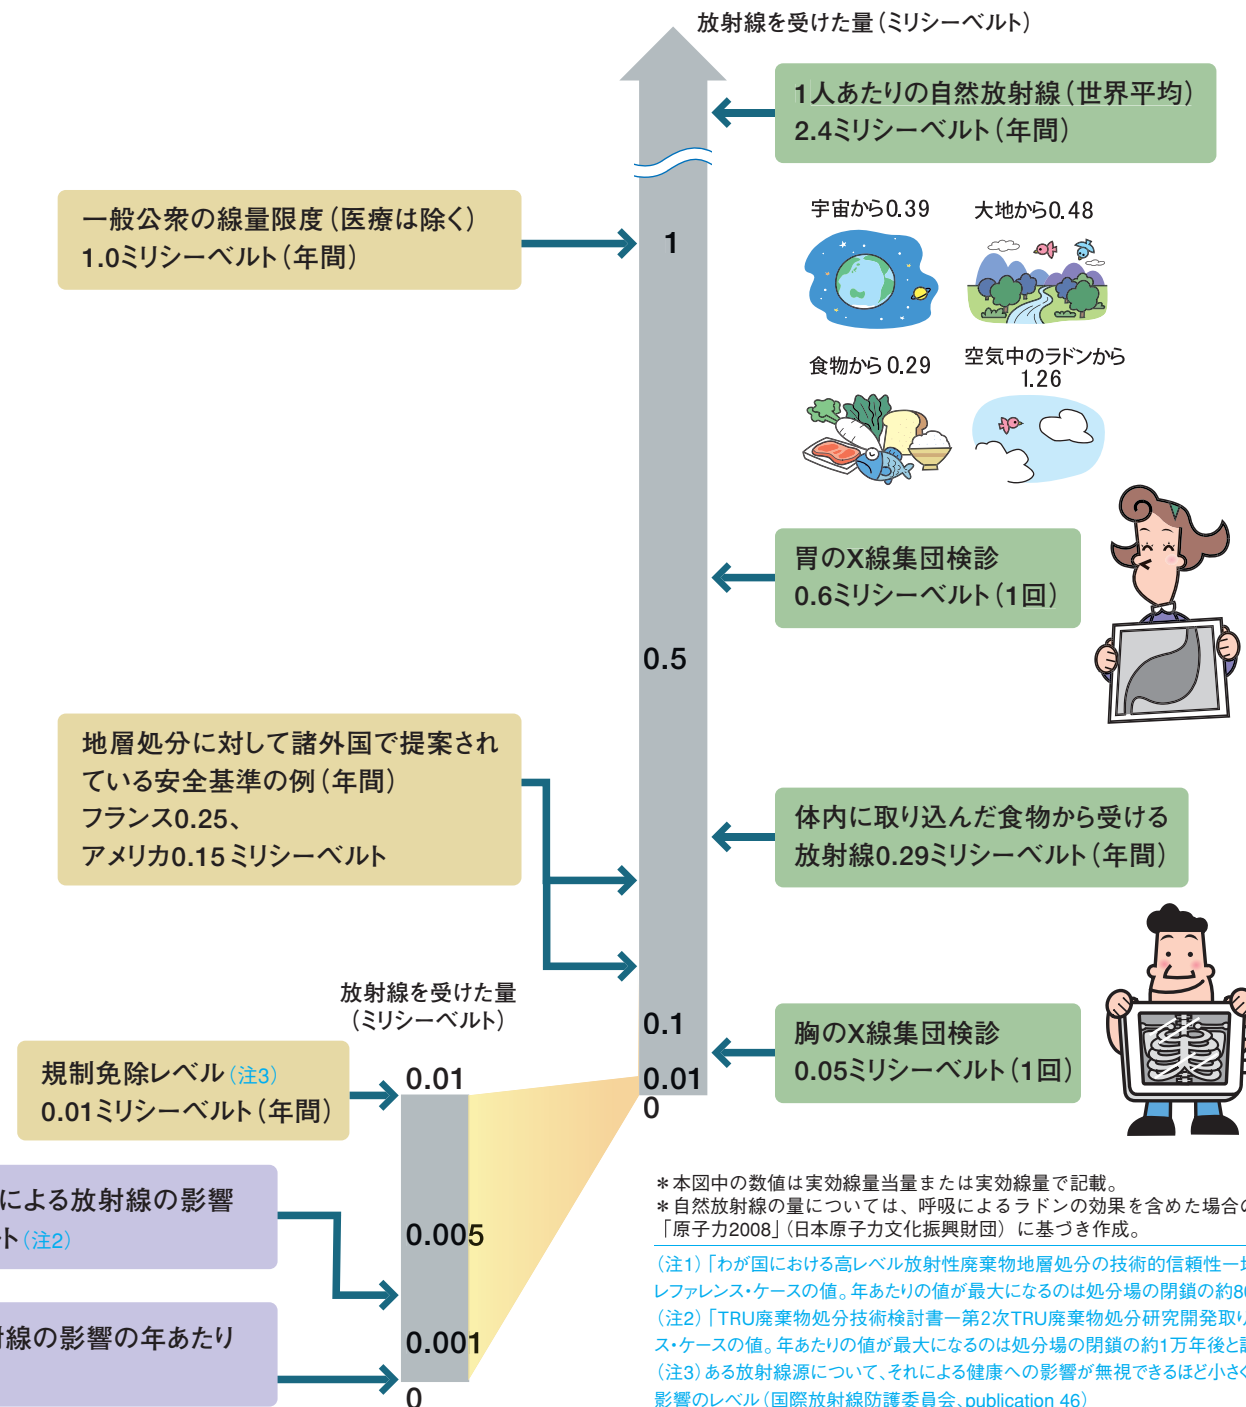 放射線を受けた量（ミリシーベルト）
1人あたりの自然放射線（世界平均）
2.4ミリシーベルト（年間）
一般公衆の線量限度（医療は除く）
1.0ミリシーベルト（年間）
1
宇宙から0.39
大地から0.48
食物から0.29
空気中のラドンから
1.26
胃のX線集団検診
0.6ミリシーベルト（1回）
0.5
地層処分に対して諸外国で提案され
ている安全基準の例（年間）
フランス0.25、
アメリカ0.15ミリシーベルト
体内に取り込んだ食物から受ける
放射線0.29ミリシーベルト（年間）
放射線を受けた量
（ミリシーベルト）
0.1
胸のX線集団検診
0.05ミリシーベルト（1回）
規制免除レベル（注3）
0.01ミリシーベルト（年間）
0.01
0.01
0
による放射線の影響
ト（注2）
0.005
射線の影響の年あたり
0.001
0
＊本図中の数値は実効線量当量または実効線量で記載。
＊自然放射線の量については、呼吸によるラドンの効果を含めた場合の
「原子力2008」（日本原子力文化振興財団）に基づき作成。
（注1）「わが国における高レベル放射性廃棄物地層処分の技術的信頼性ー地
レファレンス・ケースの値。年あたりの値が最大になるのは処分場の閉鎖の約80
（注2）「TRU廃棄物処分技術検討書ー第2次TRU廃棄物処分研究開発取り
ス・ケースの値。年あたりの値が最大になるのは処分場の閉鎖の約1万年後と
（注3）ある放射線源について、それによる健康への影響が無視できるほど小さく
影響のレベル（国際放射線防護委員会、publication 46）